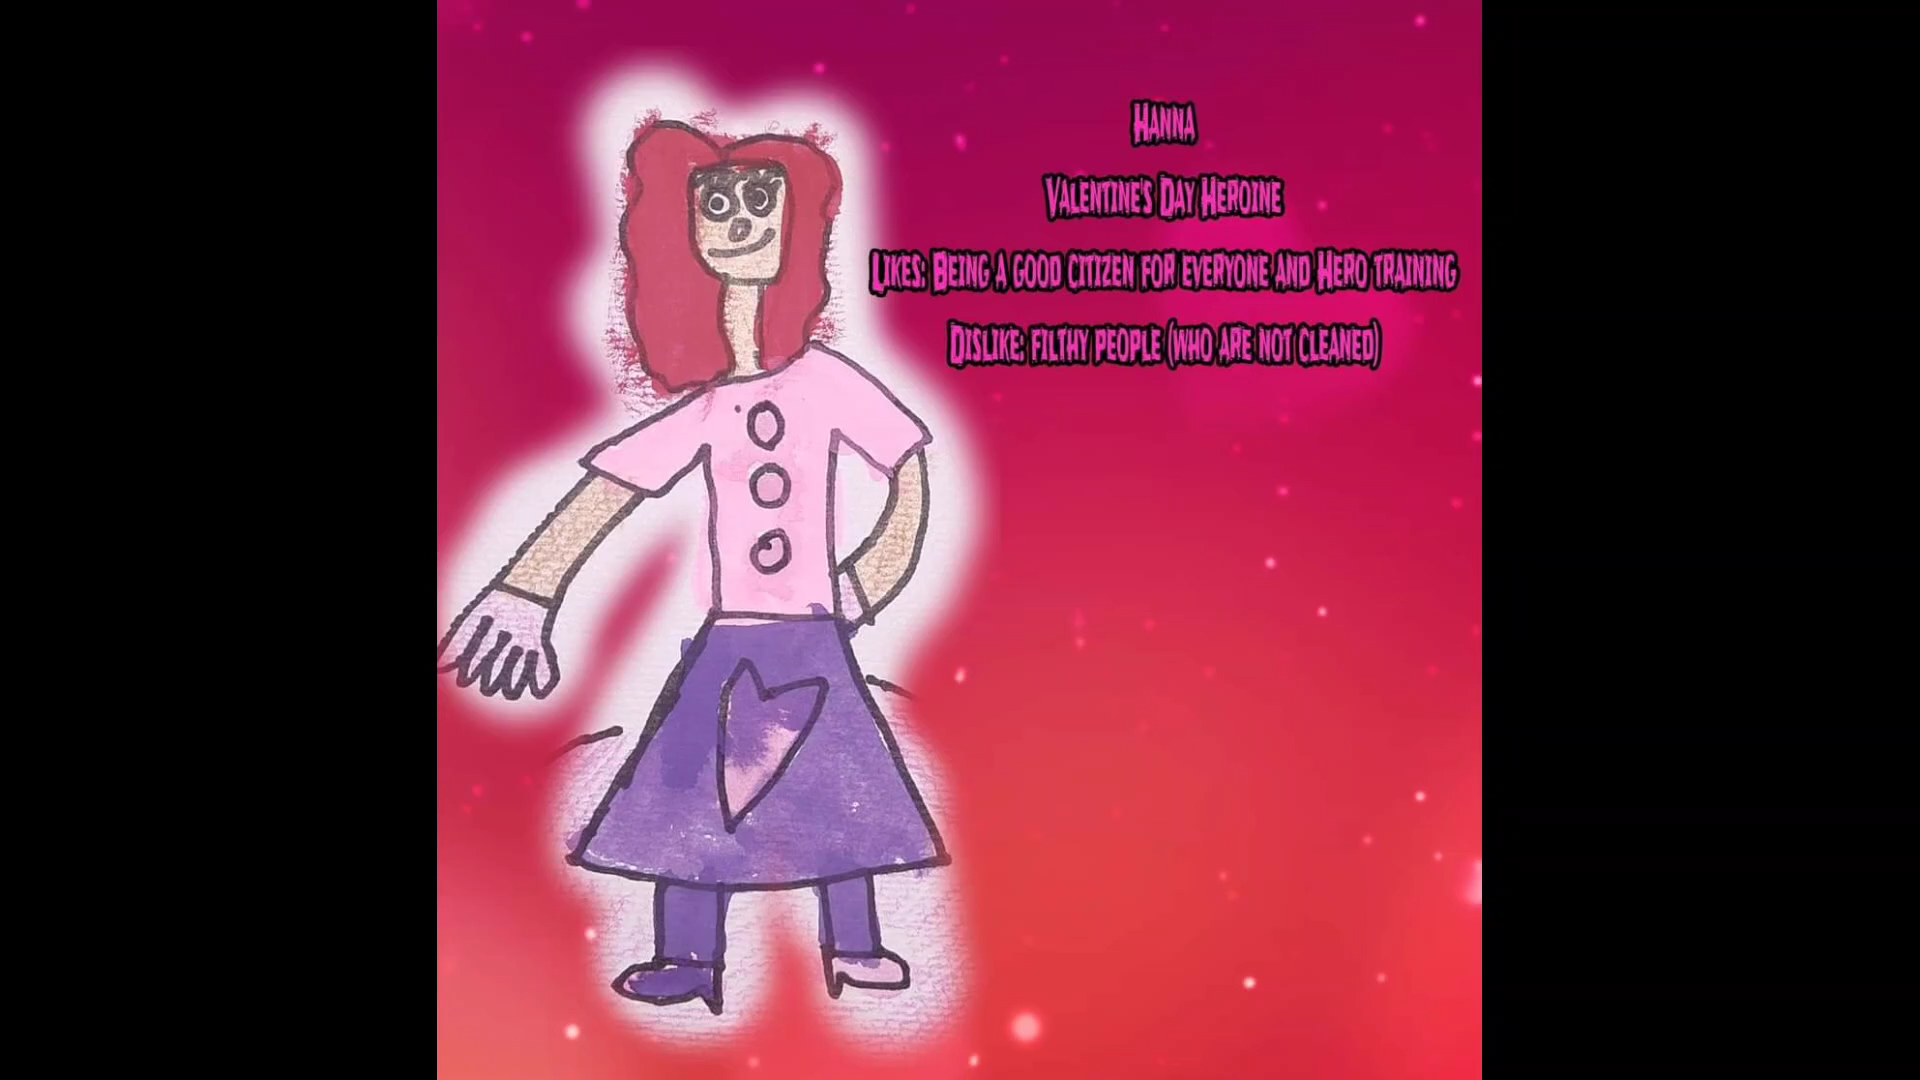 Hanna
Valentine's Day Heroine
Likes: Being a good citizen for everyone and Hero training
Dislike: filthy people (who are not cleaned)